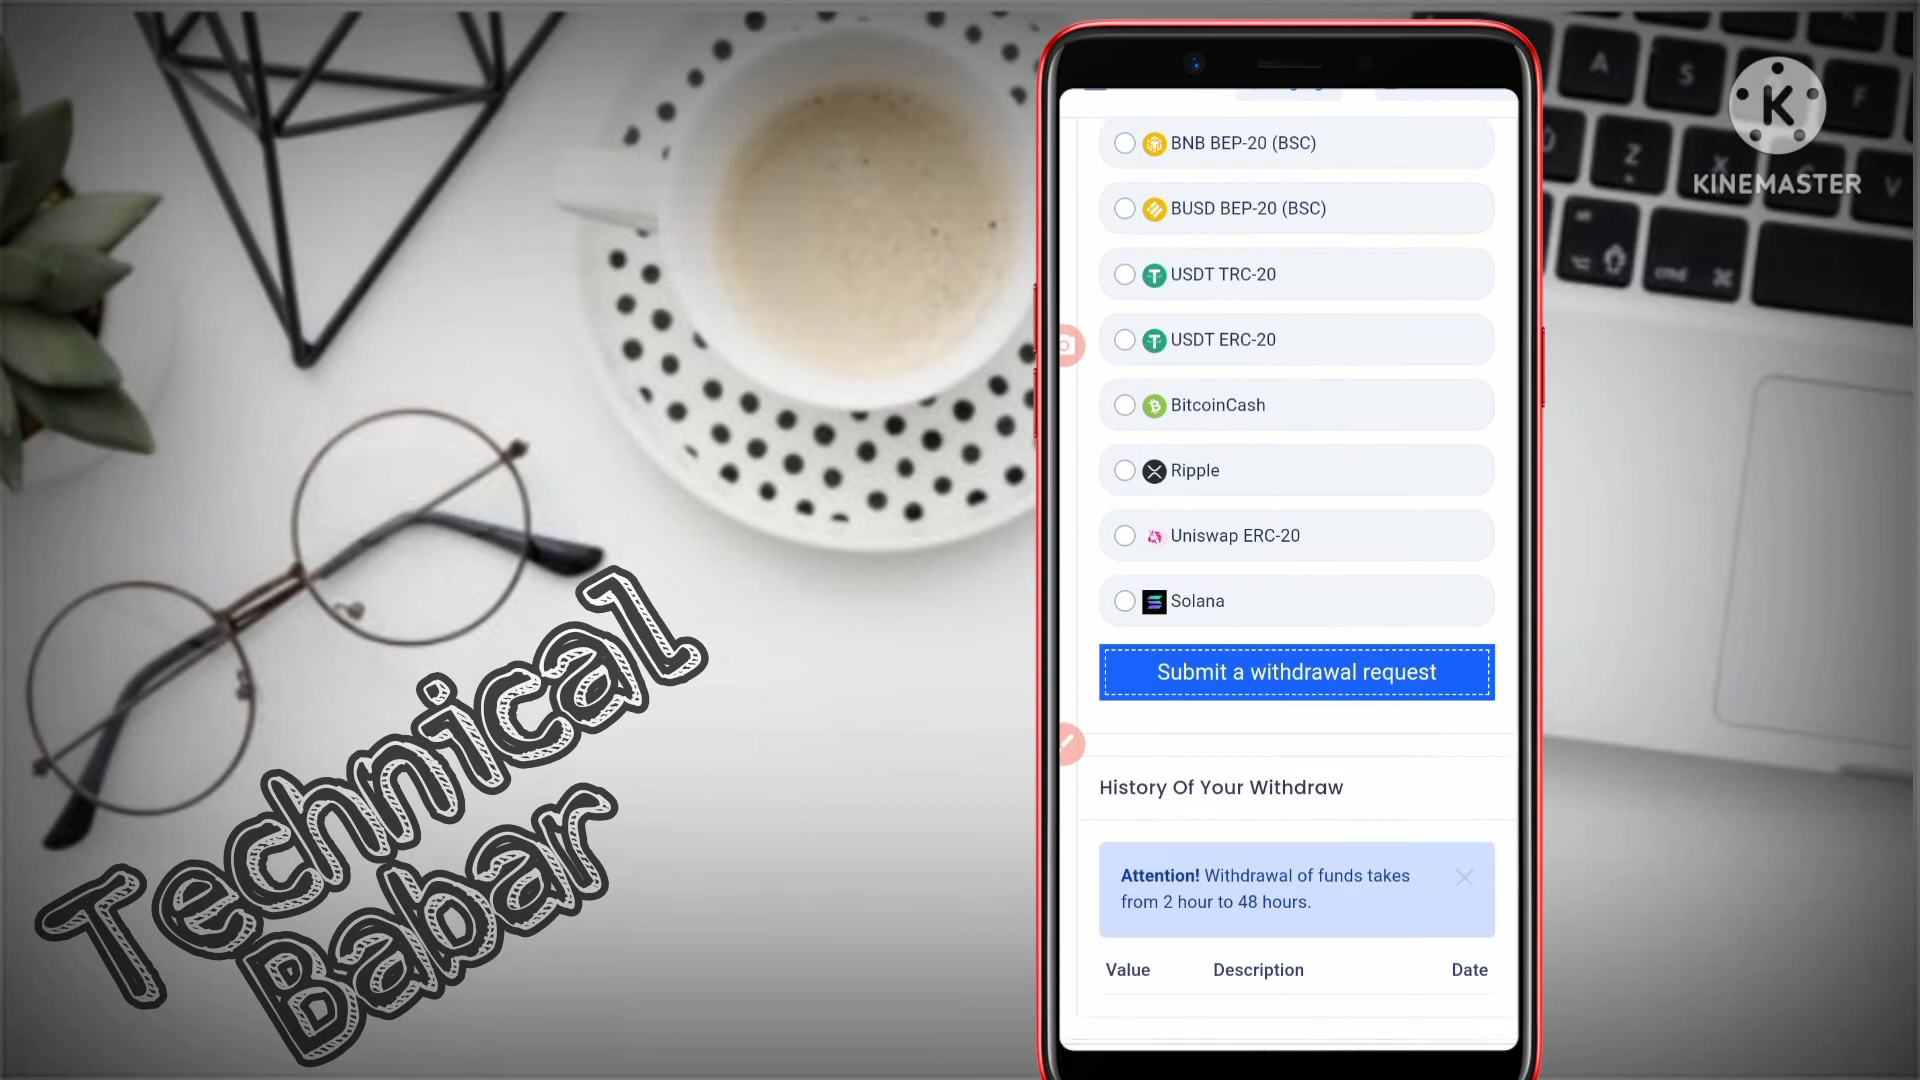 BNB BEP-20 (BSC)
BUSD BEP-20 (BSC)
USDT TRC-20
USDT ERC-20
BitcoinCash
Ripple
Uniswap ERC-20
Solana
Submit a withdrawal request
History Of Your Withdraw
Attention! Withdrawal of funds takes
from 2 hour to 48 hours.
Value Description Date
Technical
Babar
K
KINEMASTER
A
S
F
Z
X
C
V
cmd